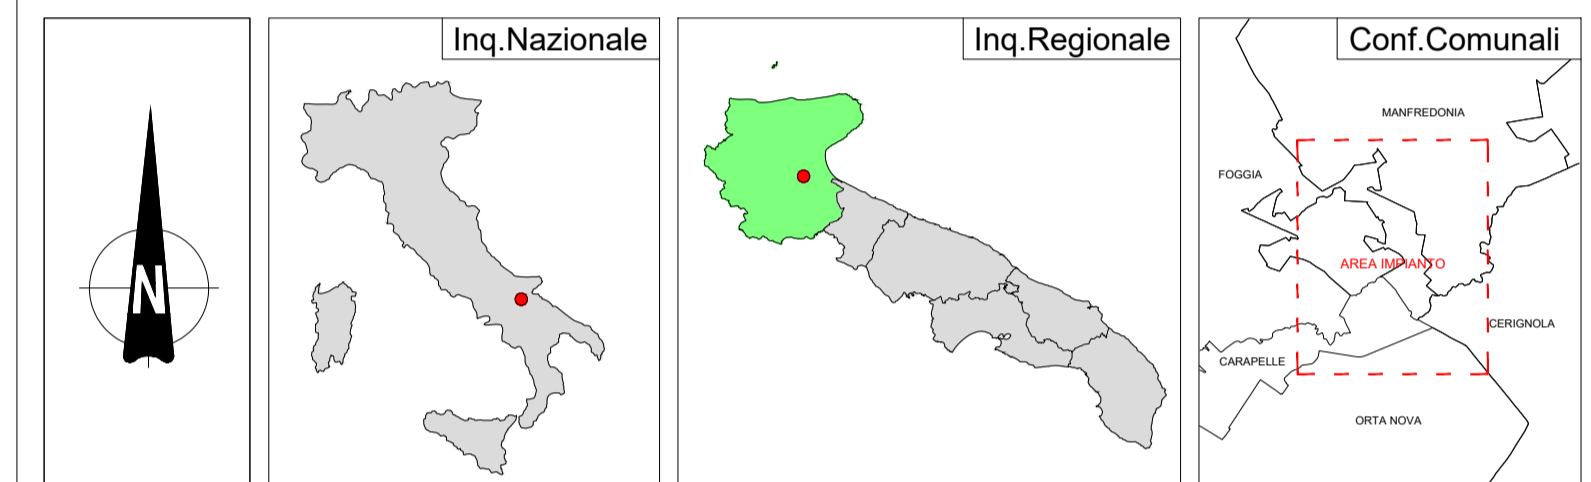 N
Inq.Nazionale
Inq.Regionale
Conf.Comunali
MANFREDONIA
FOGGIA
AREA IMPIANTO
CERIGNOLA
CARAPELLE
ORTA NOVA